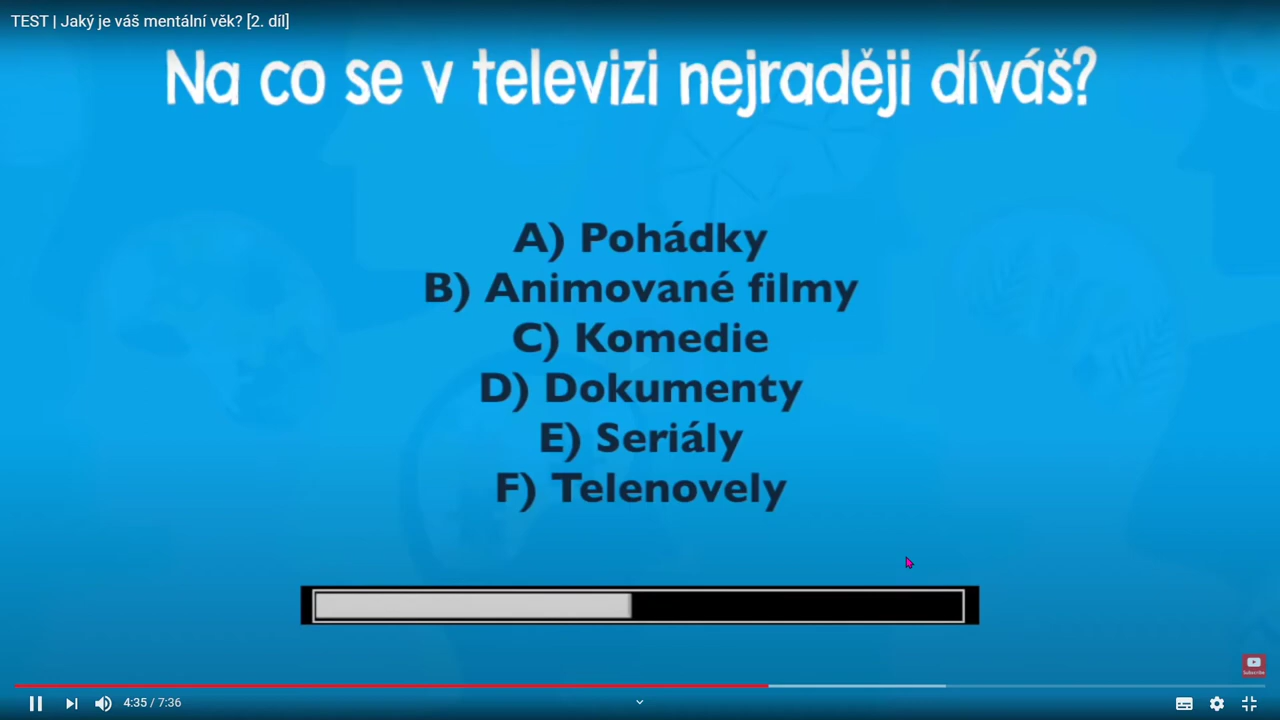 TEST | Jaký je váš mentální věk? [2. díl]
Na co se v televizi nejraději díváš?
A) Pohádky
B) Animované filmy
C) Komedie
D) Dokumenty
E) Seriály
F) Telenovely
Subscribe
4:35 / 7:36